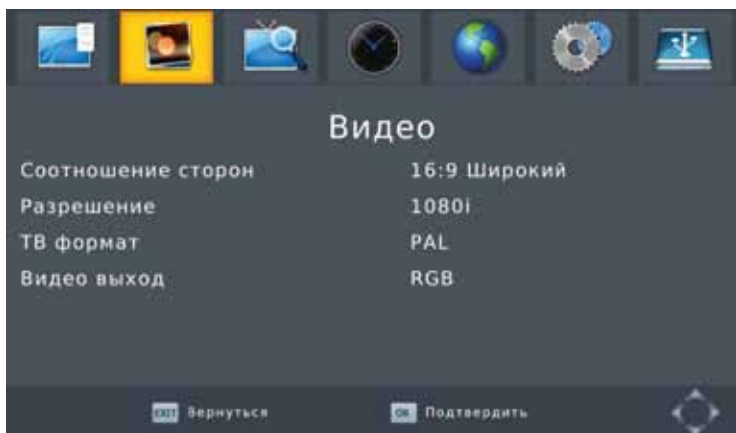 Видео
Соотношение сторон 16:9 Широкий
Разрешение 1080i
ТВ формат PAL
Видео выход RGB
EXIT Вернуться OK Подтвердить